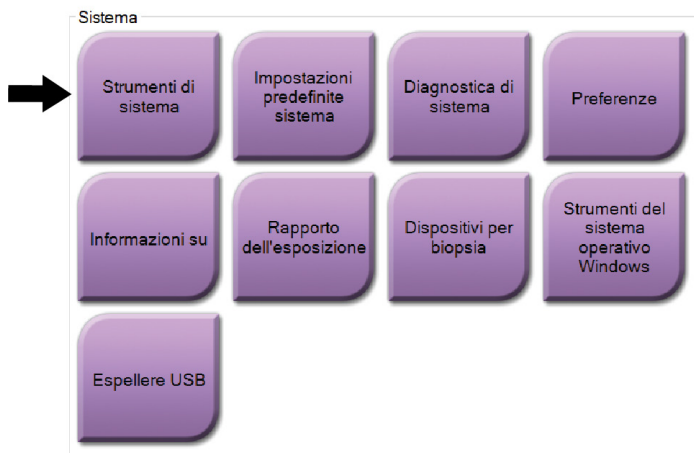 Sistema
Strumenti di
sistema
Impostazioni
predefinite
sistema
Diagnostica di
sistema
Preferenze
Informazioni su
Rapporto
dell'esposizione
Dispositivi per
biopsia
Strumenti del
sistema
operativo
Windows
Espellere USB